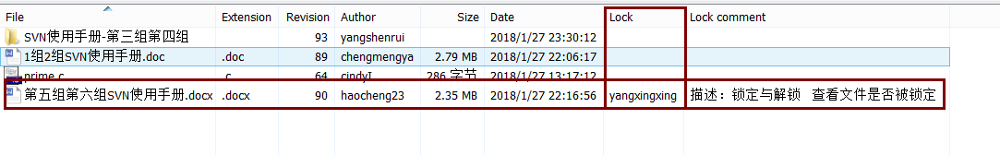 File Extension Revision Author Size Date Lock Lock comment
SVN使用手册-第三组第四组 93 yangshenrui 2018/1/27 23:30:12
1组2组SVN使用手册.doc .doc 89 chengmengya 2.79 MB 2018/1/27 22:06:17
prime.c .c 64 cindyI 286 字节 2018/1/27 13:17:12
第五组第六组SVN使用手册.docx .docx 90 haocheng23 2.35 MB 2018/1/27 22:16:56 yangxingxing 描述：锁定与解锁 查看文件是否被锁定